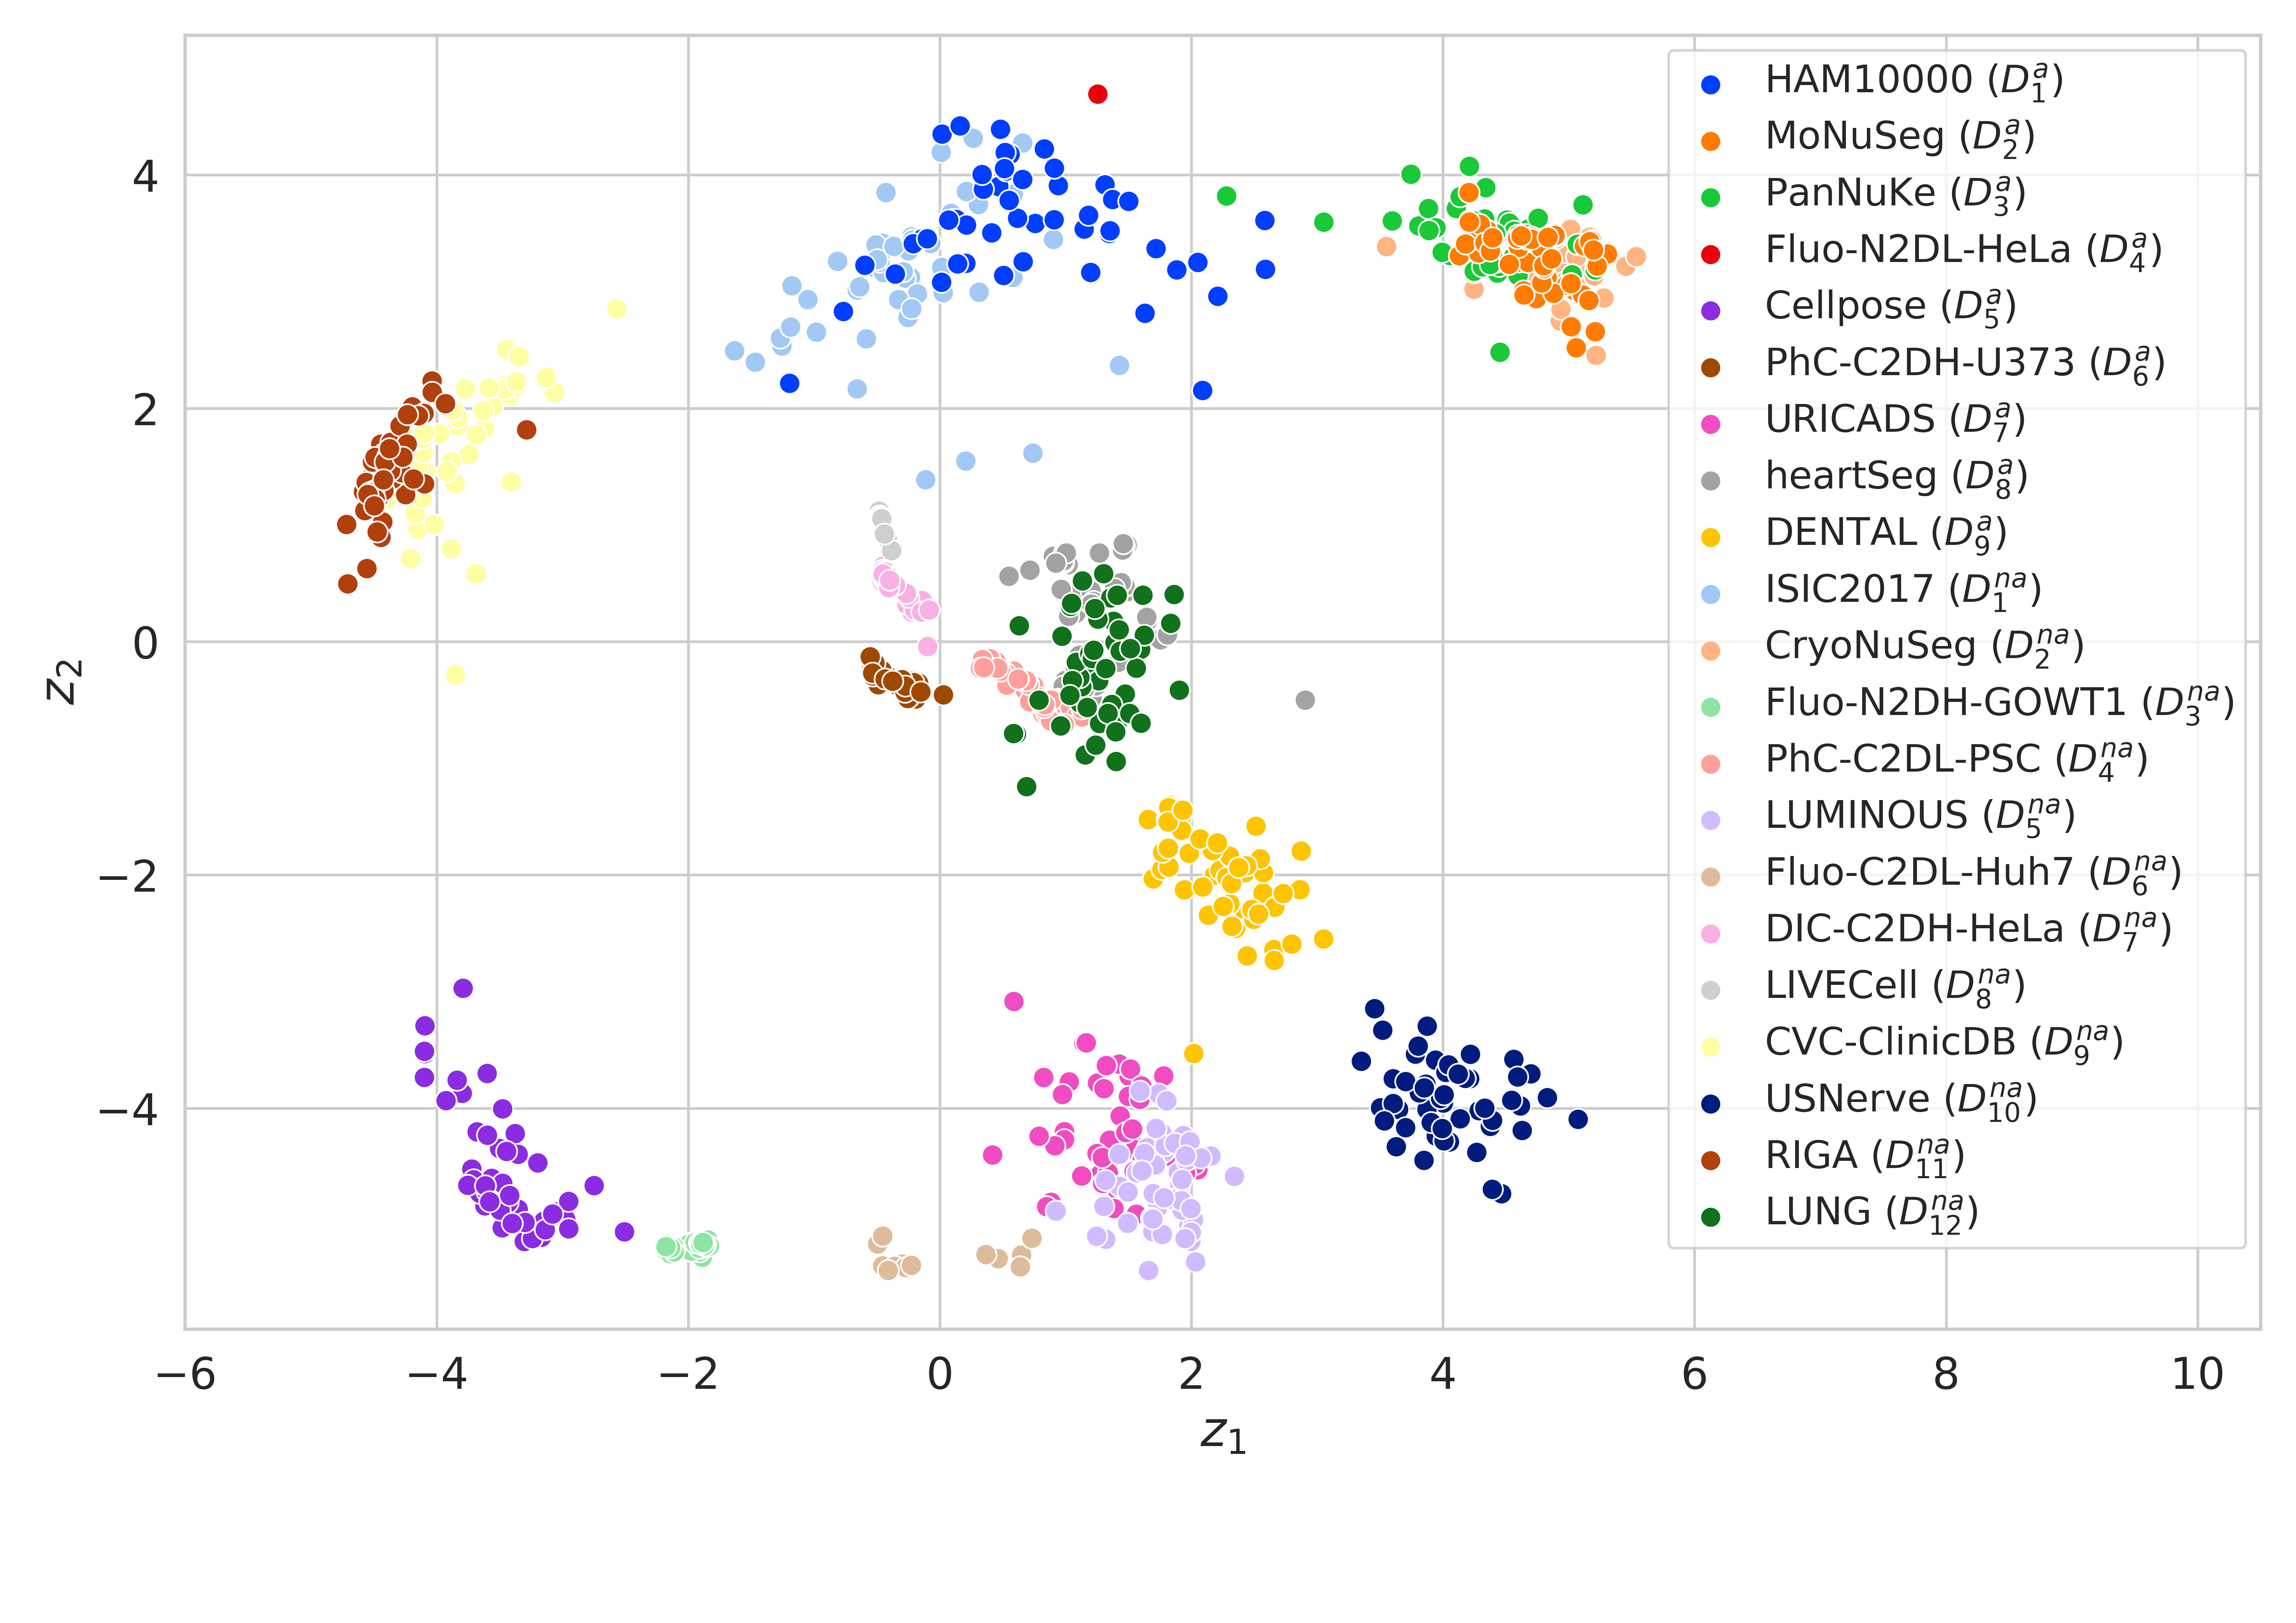 HAM10000 (D₁ᵃ)
MoNuSeg (D₂ᵃ)
PanNuKe (D₃ᵃ)
Fluo-N2DL-HeLa (D₄ᵃ)
Cellpose (D₅ᵃ)
PhC-C2DH-U373 (D₆ᵃ)
URICADS (D₇ᵃ)
heartSeg (D₈ᵃ)
DENTAL (D₉ᵃ)
ISIC2017 (D₁ⁿᵃ)
CryoNuSeg (D₂ⁿᵃ)
Fluo-N2DH-GOWT1 (D₃ⁿᵃ)
PhC-C2DL-PSC (D₄ⁿᵃ)
LUMINOUS (D₅ⁿᵃ)
Fluo-C2DL-Huh7 (D₆ⁿᵃ)
DIC-C2DH-HeLa (D₇ⁿᵃ)
LIVECell (D₈ⁿᵃ)
CVC-ClinicDB (D₉ⁿᵃ)
USNerve (D₁₀ⁿᵃ)
RIGA (D₁₁ⁿᵃ)
LUNG (D₁₂ⁿᵃ)
4
2
0
−2
−4
z₂
−6 −4 −2 0 2 4 6 8 10
z₁